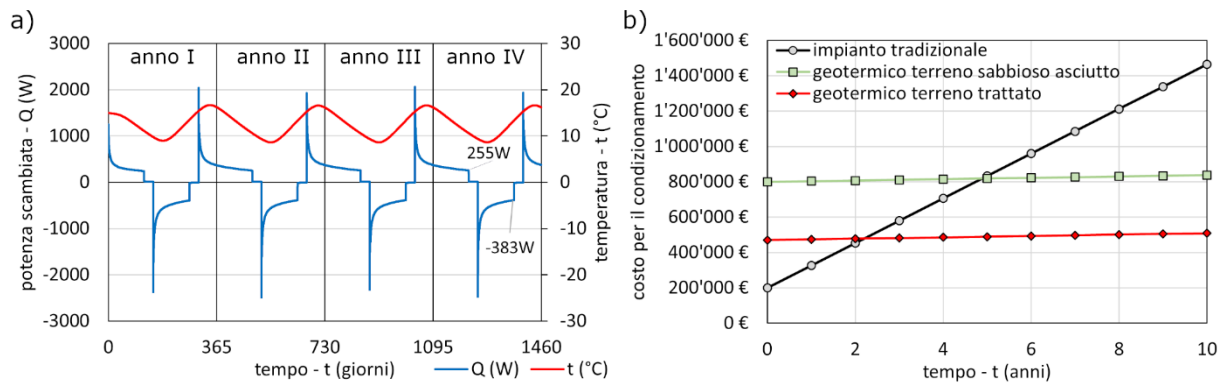 a)
potenza scambiata - Q (W)
3000
2000
1000
0
-1000
-2000
-3000
anno I
anno II
anno III
anno IV
255W
-383W
30
20
10
0
-10
-20
-30
temperatura - t (°C)
0
365
730
1095
1460
tempo - t (giorni)
Q (W)
t (°C)
b)
costo per il condizionamento
1'600'000 €
1'400'000 €
1'200'000 €
1'000'000 €
800'000 €
600'000 €
400'000 €
200'000 €
0 €
impianto tradizionale
geotermico terreno sabbioso asciutto
geotermico terreno trattato
0
2
4
6
8
10
tempo - t (anni)